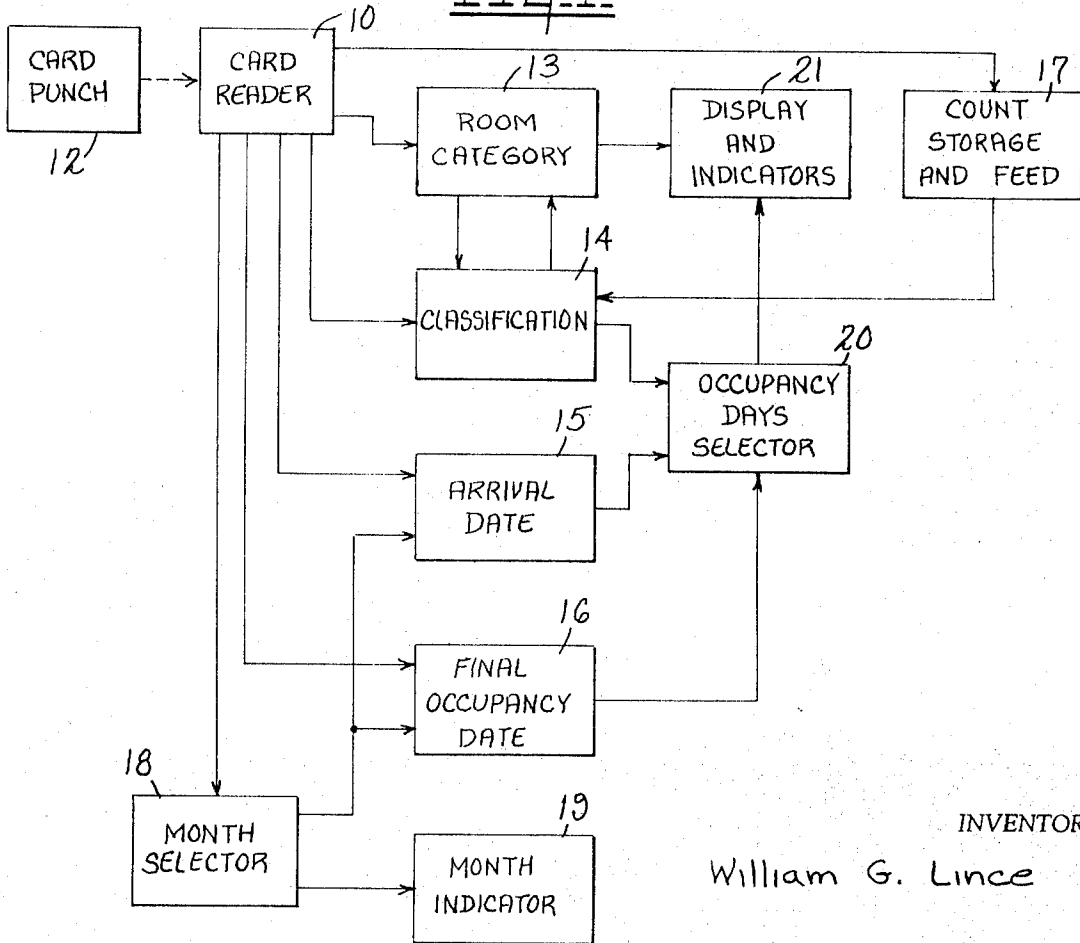 10
CARD
PUNCH
12
CARD
READER
13
ROOM
CATEGORY
21
DISPLAY
AND
INDICATORS
17
COUNT
STORAGE
AND FEED
14
CLASSIFICATION
20
OCCUPANCY
DAYS
SELECTOR
15
ARRIVAL
DATE
16
FINAL
OCCUPANCY
DATE
18
MONTH
SELECTOR
19
MONTH
INDICATOR
INVENTOR
William G. Lince